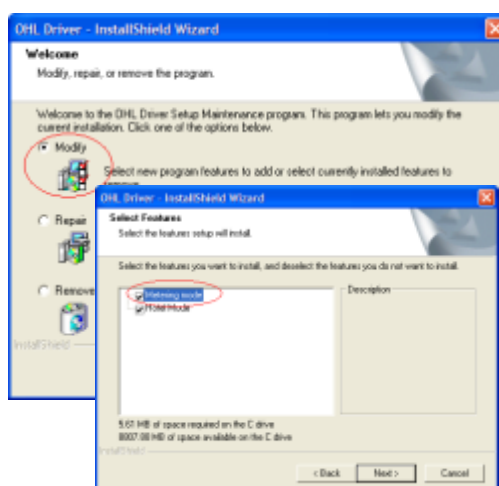 OHL Driver - InstallShield Wizard
Welcome
Modify, repair, or remove the program.
Welcome to the OHL Driver Setup Maintenance program. This program lets you modify the
current installation. Click one of the options below.
Modify
Select new program features to add or select currently installed features to
remove.
OHL Driver - InstallShield Wizard
Select Features
Select the features setup will install.
Repair
Select the features you want to install, and deselect the features you do not want to install.
Remove
Metering mode
Description
InstallShield
5.61 MB of space required on the C drive
8007.08 MB of space available on the C drive
InstallShield
< Back
Next >
Cancel